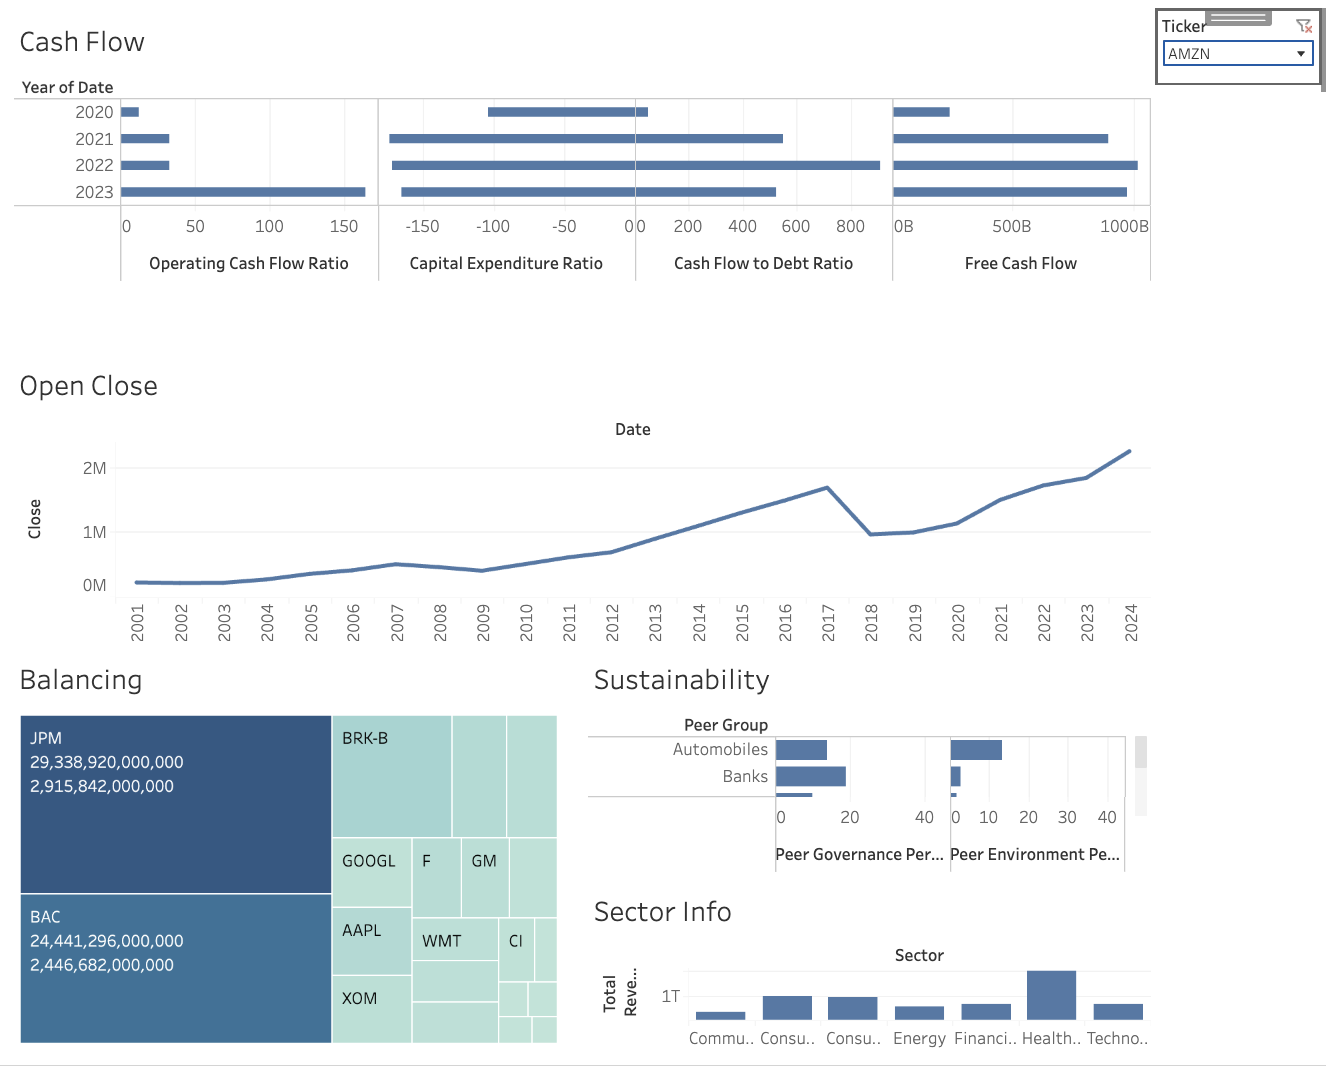 Cash Flow
Ticker
AMZN
Year of Date
2020
2021
2022
2023
0 50 100 150 -150 -100 -50 0 0 200 400 600 800 0B 500B 1000B
Operating Cash Flow Ratio Capital Expenditure Ratio Cash Flow to Debt Ratio Free Cash Flow
Open Close
Date
Close
2M
1M
0M
2001 2002 2003 2004 2005 2006 2007 2008 2009 2010 2011 2012 2013 2014 2015 2016 2017 2018 2019 2020 2021 2022 2023 2024
Balancing
JPM
29,338,920,000,000
2,915,842,000,000
BAC
24,441,296,000,000
2,446,682,000,000
BRK-B
GOOGL F GM
AAPL
WMT CI
XOM
Sustainability
Peer Group
Automobiles
Banks
0 20 40 0 10 20 30 40
Peer Governance Per... Peer Environment Pe...
Sector Info
Sector
Total
Reve...
1T
Commu.. Consu.. Consu.. Energy Financi.. Health.. Techno..